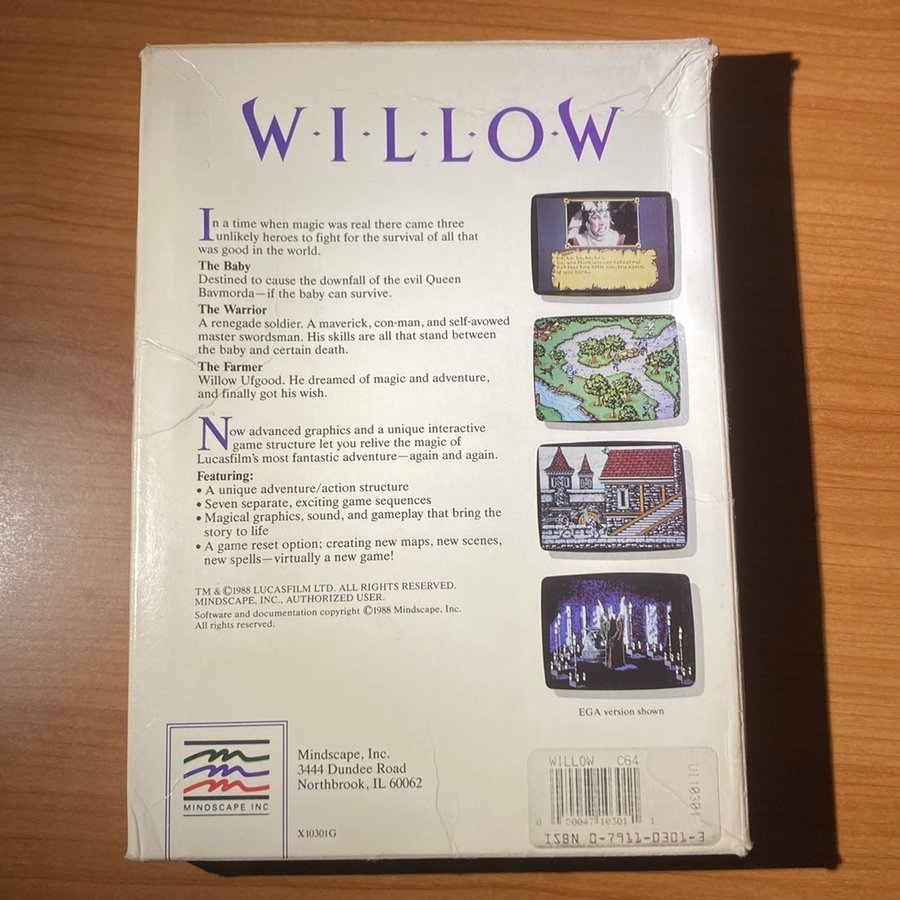 W·I·L·L·O·W
In a time when magic was real there came three
unlikely heroes to fight for the survival of all that
was good in the world.
The Baby
Destined to cause the downfall of the evil Queen
Bavmorda—if the baby can survive.
The Warrior
A renegade soldier. A maverick, con-man, and self-avowed
master swordsman. His skills are all that stand between
the baby and certain death.
The Farmer
Willow Ufgood. He dreamed of magic and adventure,
and finally got his wish.
Now advanced graphics and a unique interactive
game structure let you relive the magic of
Lucasfilm's most fantastic adventure—again and again.
Featuring:
• A unique adventure/action structure
• Seven separate, exciting game sequences
• Magical graphics, sound, and gameplay that bring the
story to life
• A game reset option; creating new maps, new scenes,
new spells—virtually a new game!
TM & ©1988 LUCASFILM LTD. ALL RIGHTS RESERVED.
MINDSCAPE, INC., AUTHORIZED USER.
Software and documentation copyright ©1988 Mindscape, Inc.
All rights reserved.
EGA version shown
MINDSCAPE INC
Mindscape, Inc.
3444 Dundee Road
Northbrook, IL 60062
X10301G
WILLOW C64
0 50047 10301 1
ISBN 0-7911-0301-3